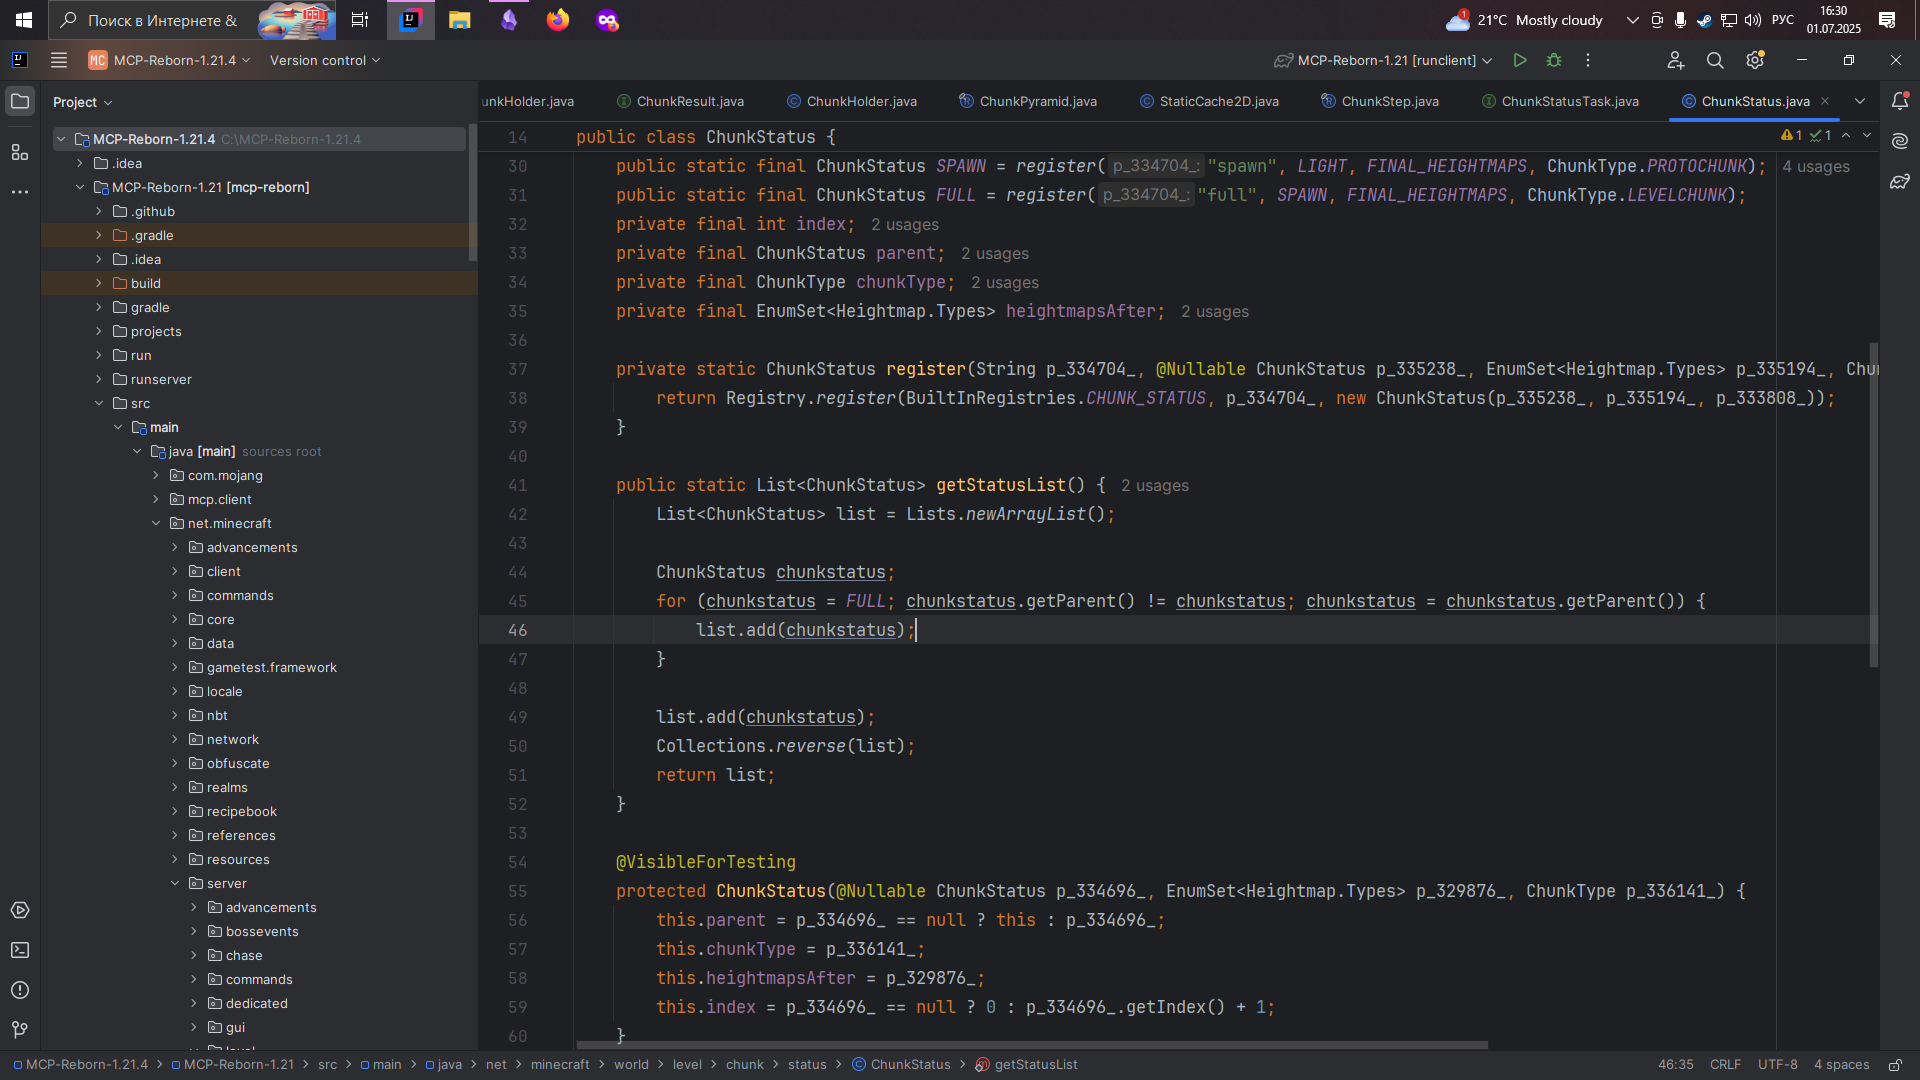 Поиск в Интернете &
1
21°C Mostly cloudy
РУС
16:30
01.07.2025
MC MCP-Reborn-1.21.4
Version control
MCP-Reborn-1.21 [runclient]
Project
unkHolder.java
ChunkResult.java
ChunkHolder.java
ChunkPyramid.java
StaticCache2D.java
ChunkStep.java
ChunkStatusTask.java
ChunkStatus.java
MCP-Reborn-1.21.4 C:\MCP-Reborn-1.21.4
.idea
MCP-Reborn-1.21 [mcp-reborn]
.github
.gradle
.idea
build
gradle
projects
run
runserver
src
main
java [main] sources root
com.mojang
mcp.client
net.minecraft
advancements
client
commands
core
data
gametest.framework
locale
nbt
network
obfuscate
realms
recipebook
references
resources
server
advancements
bossevents
chase
commands
dedicated
gui
level
14 public class ChunkStatus {
1 1
30 public static final ChunkStatus SPAWN = register( p_334704_: "spawn", LIGHT, FINAL_HEIGHTMAPS, ChunkType.PROTOCHUNK); 4 usages
31 public static final ChunkStatus FULL = register( p_334704_: "full", SPAWN, FINAL_HEIGHTMAPS, ChunkType.LEVELCHUNK);
32 private final int index; 2 usages
33 private final ChunkStatus parent; 2 usages
34 private final ChunkType chunkType; 2 usages
35 private final EnumSet<Heightmap.Types> heightmapsAfter; 2 usages
36
37 private static ChunkStatus register(String p_334704_, @Nullable ChunkStatus p_335238_, EnumSet<Heightmap.Types> p_335194_, Chu
38 return Registry.register(BuiltInRegistries.CHUNK_STATUS, p_334704_, new ChunkStatus(p_335238_, p_335194_, p_333808_));
39 }
40
41 public static List<ChunkStatus> getStatusList() { 2 usages
42 List<ChunkStatus> list = Lists.newArrayList();
43
44 ChunkStatus chunkstatus;
45 for (chunkstatus = FULL; chunkstatus.getParent() != chunkstatus; chunkstatus = chunkstatus.getParent()) {
46 list.add(chunkstatus);
47 }
48
49 list.add(chunkstatus);
50 Collections.reverse(list);
51 return list;
52 }
53
54 @VisibleForTesting
55 protected ChunkStatus(@Nullable ChunkStatus p_334696_, EnumSet<Heightmap.Types> p_329876_, ChunkType p_336141_) {
56 this.parent = p_334696_ == null ? this : p_334696_;
57 this.chunkType = p_336141_;
58 this.heightmapsAfter = p_329876_;
59 this.index = p_334696_ == null ? 0 : p_334696_.getIndex() + 1;
60 }
MCP-Reborn-1.21.4 > MCP-Reborn-1.21 > src > main > java > net > minecraft > world > level > chunk > status > ChunkStatus > getStatusList
46:35 CRLF UTF-8 4 spaces